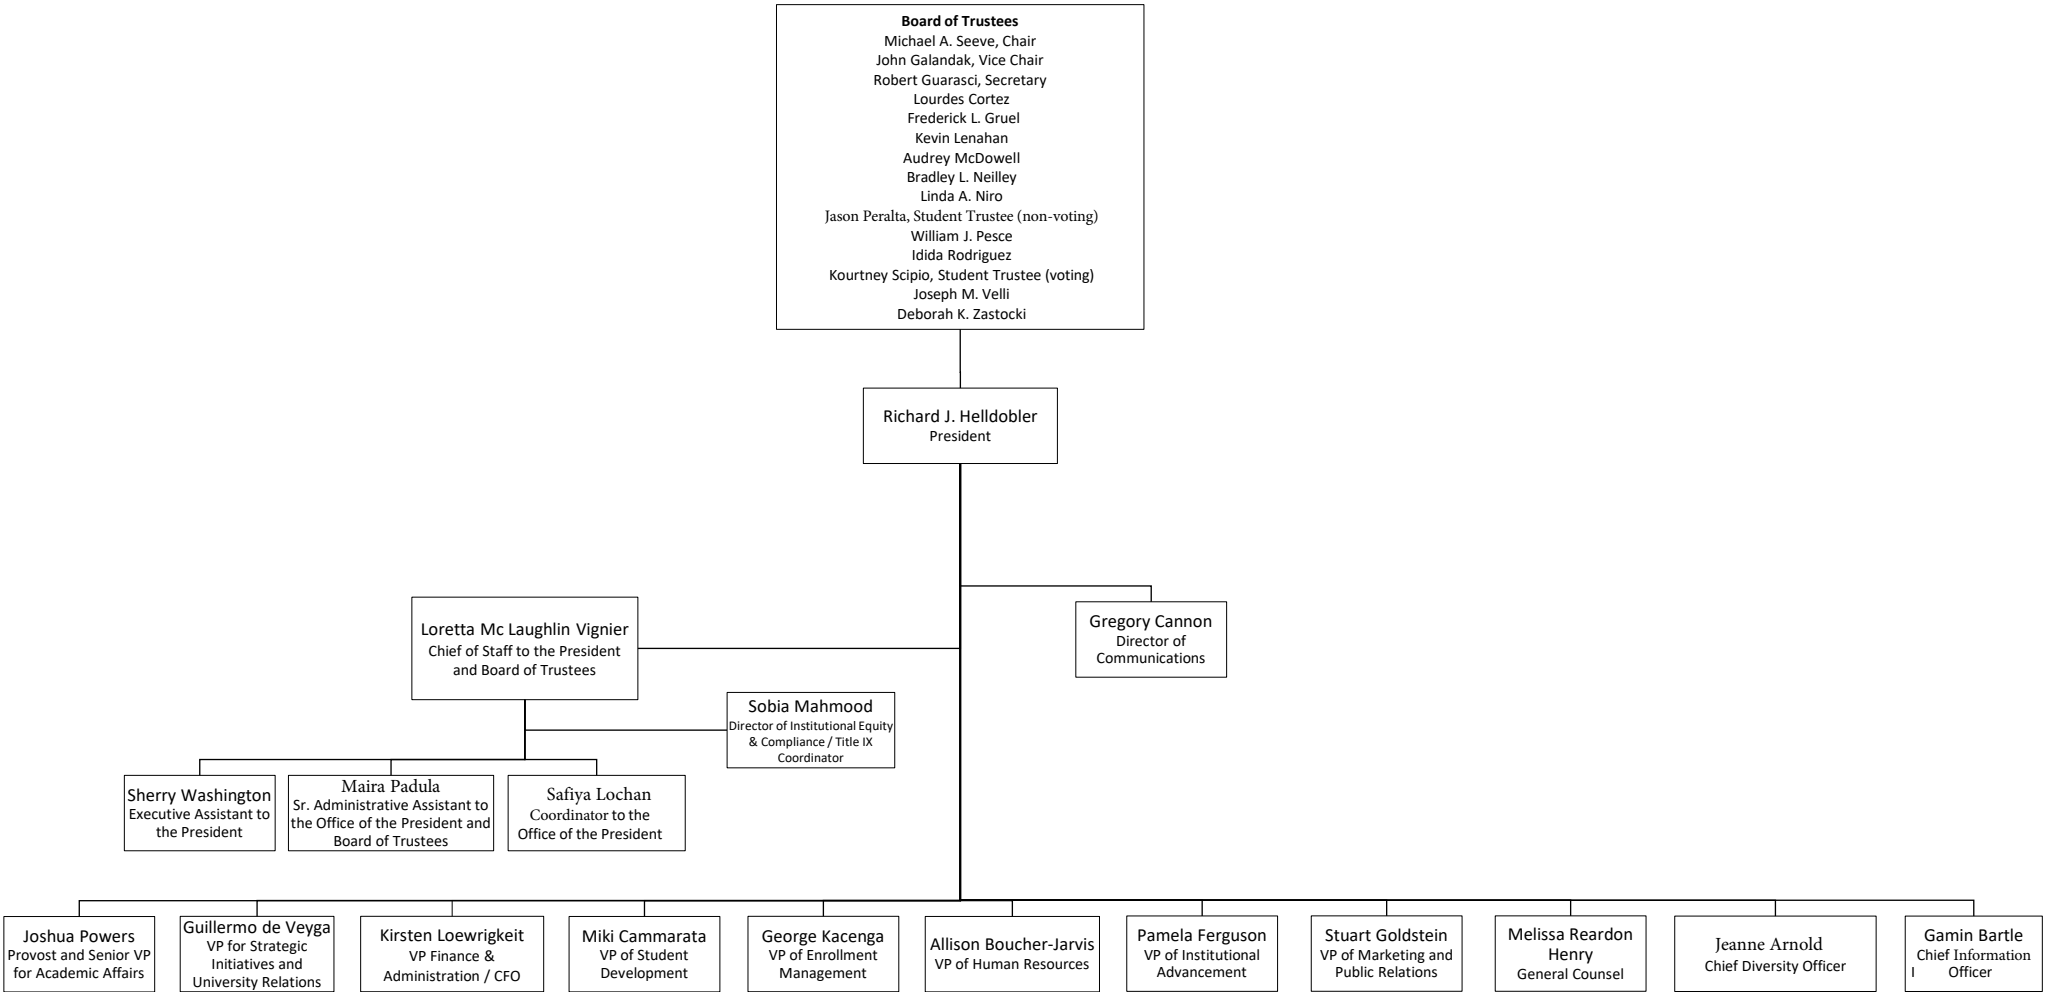 Board of Trustees
Michael A. Seeve, Chair
John Galandak, Vice Chair
Robert Guarasci, Secretary
Lourdes Cortez
Frederick L. Gruel
Kevin Lenahan
Audrey McDowell
Bradley L. Neilley
Linda A. Niro
Jason Peralta, Student Trustee (non-voting)
William J. Pesce
Idida Rodriguez
Kourtney Scipio, Student Trustee (voting)
Joseph M. Velli
Deborah K. Zastocki
Richard J. Helldobler
President
Gregory Cannon
Director of
Communications
Loretta Mc Laughlin Vignier
Chief of Staff to the President
and Board of Trustees
Sobia Mahmood
Director of Institutional Equity
& Compliance / Title IX
Coordinator
Sherry Washington
Executive Assistant to
the President
Maira Padula
Sr. Administrative Assistant to
the Office of the President and
Board of Trustees
Safiya Lochan
Coordinator to the
Office of the President
Joshua Powers
Provost and Senior VP
for Academic Affairs
Guillermo de Veyga
VP for Strategic
Initiatives and
University Relations
Kirsten Loewrigkeit
VP Finance &
Administration / CFO
Miki Cammarata
VP of Student
Development
George Kacenga
VP of Enrollment
Management
Allison Boucher-Jarvis
VP of Human Resources
Pamela Ferguson
VP of Institutional
Advancement
Stuart Goldstein
VP of Marketing and
Public Relations
Melissa Reardon
Henry
General Counsel
Jeanne Arnold
Chief Diversity Officer
Gamin Bartle
Chief Information
l Officer